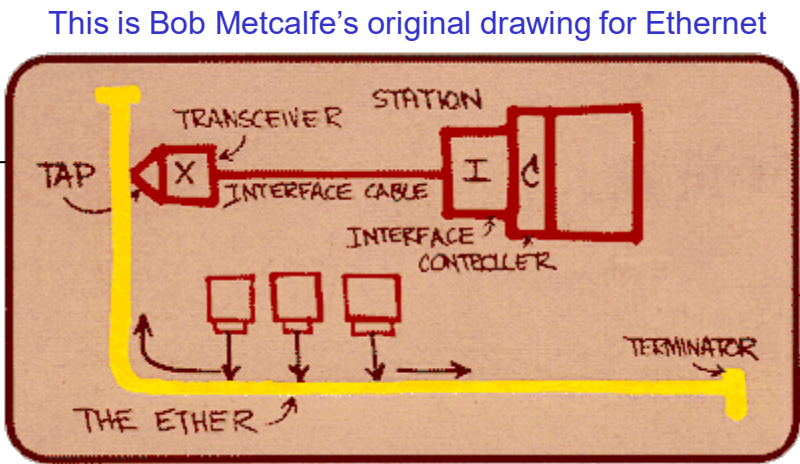 This is Bob Metcalfe's original drawing for Ethernet
STATION
TRANSCEIVER
TAP
X
I
C
INTERFACE CABLE
INTERFACE
CONTROLLER
TERMINATOR
THE ETHER